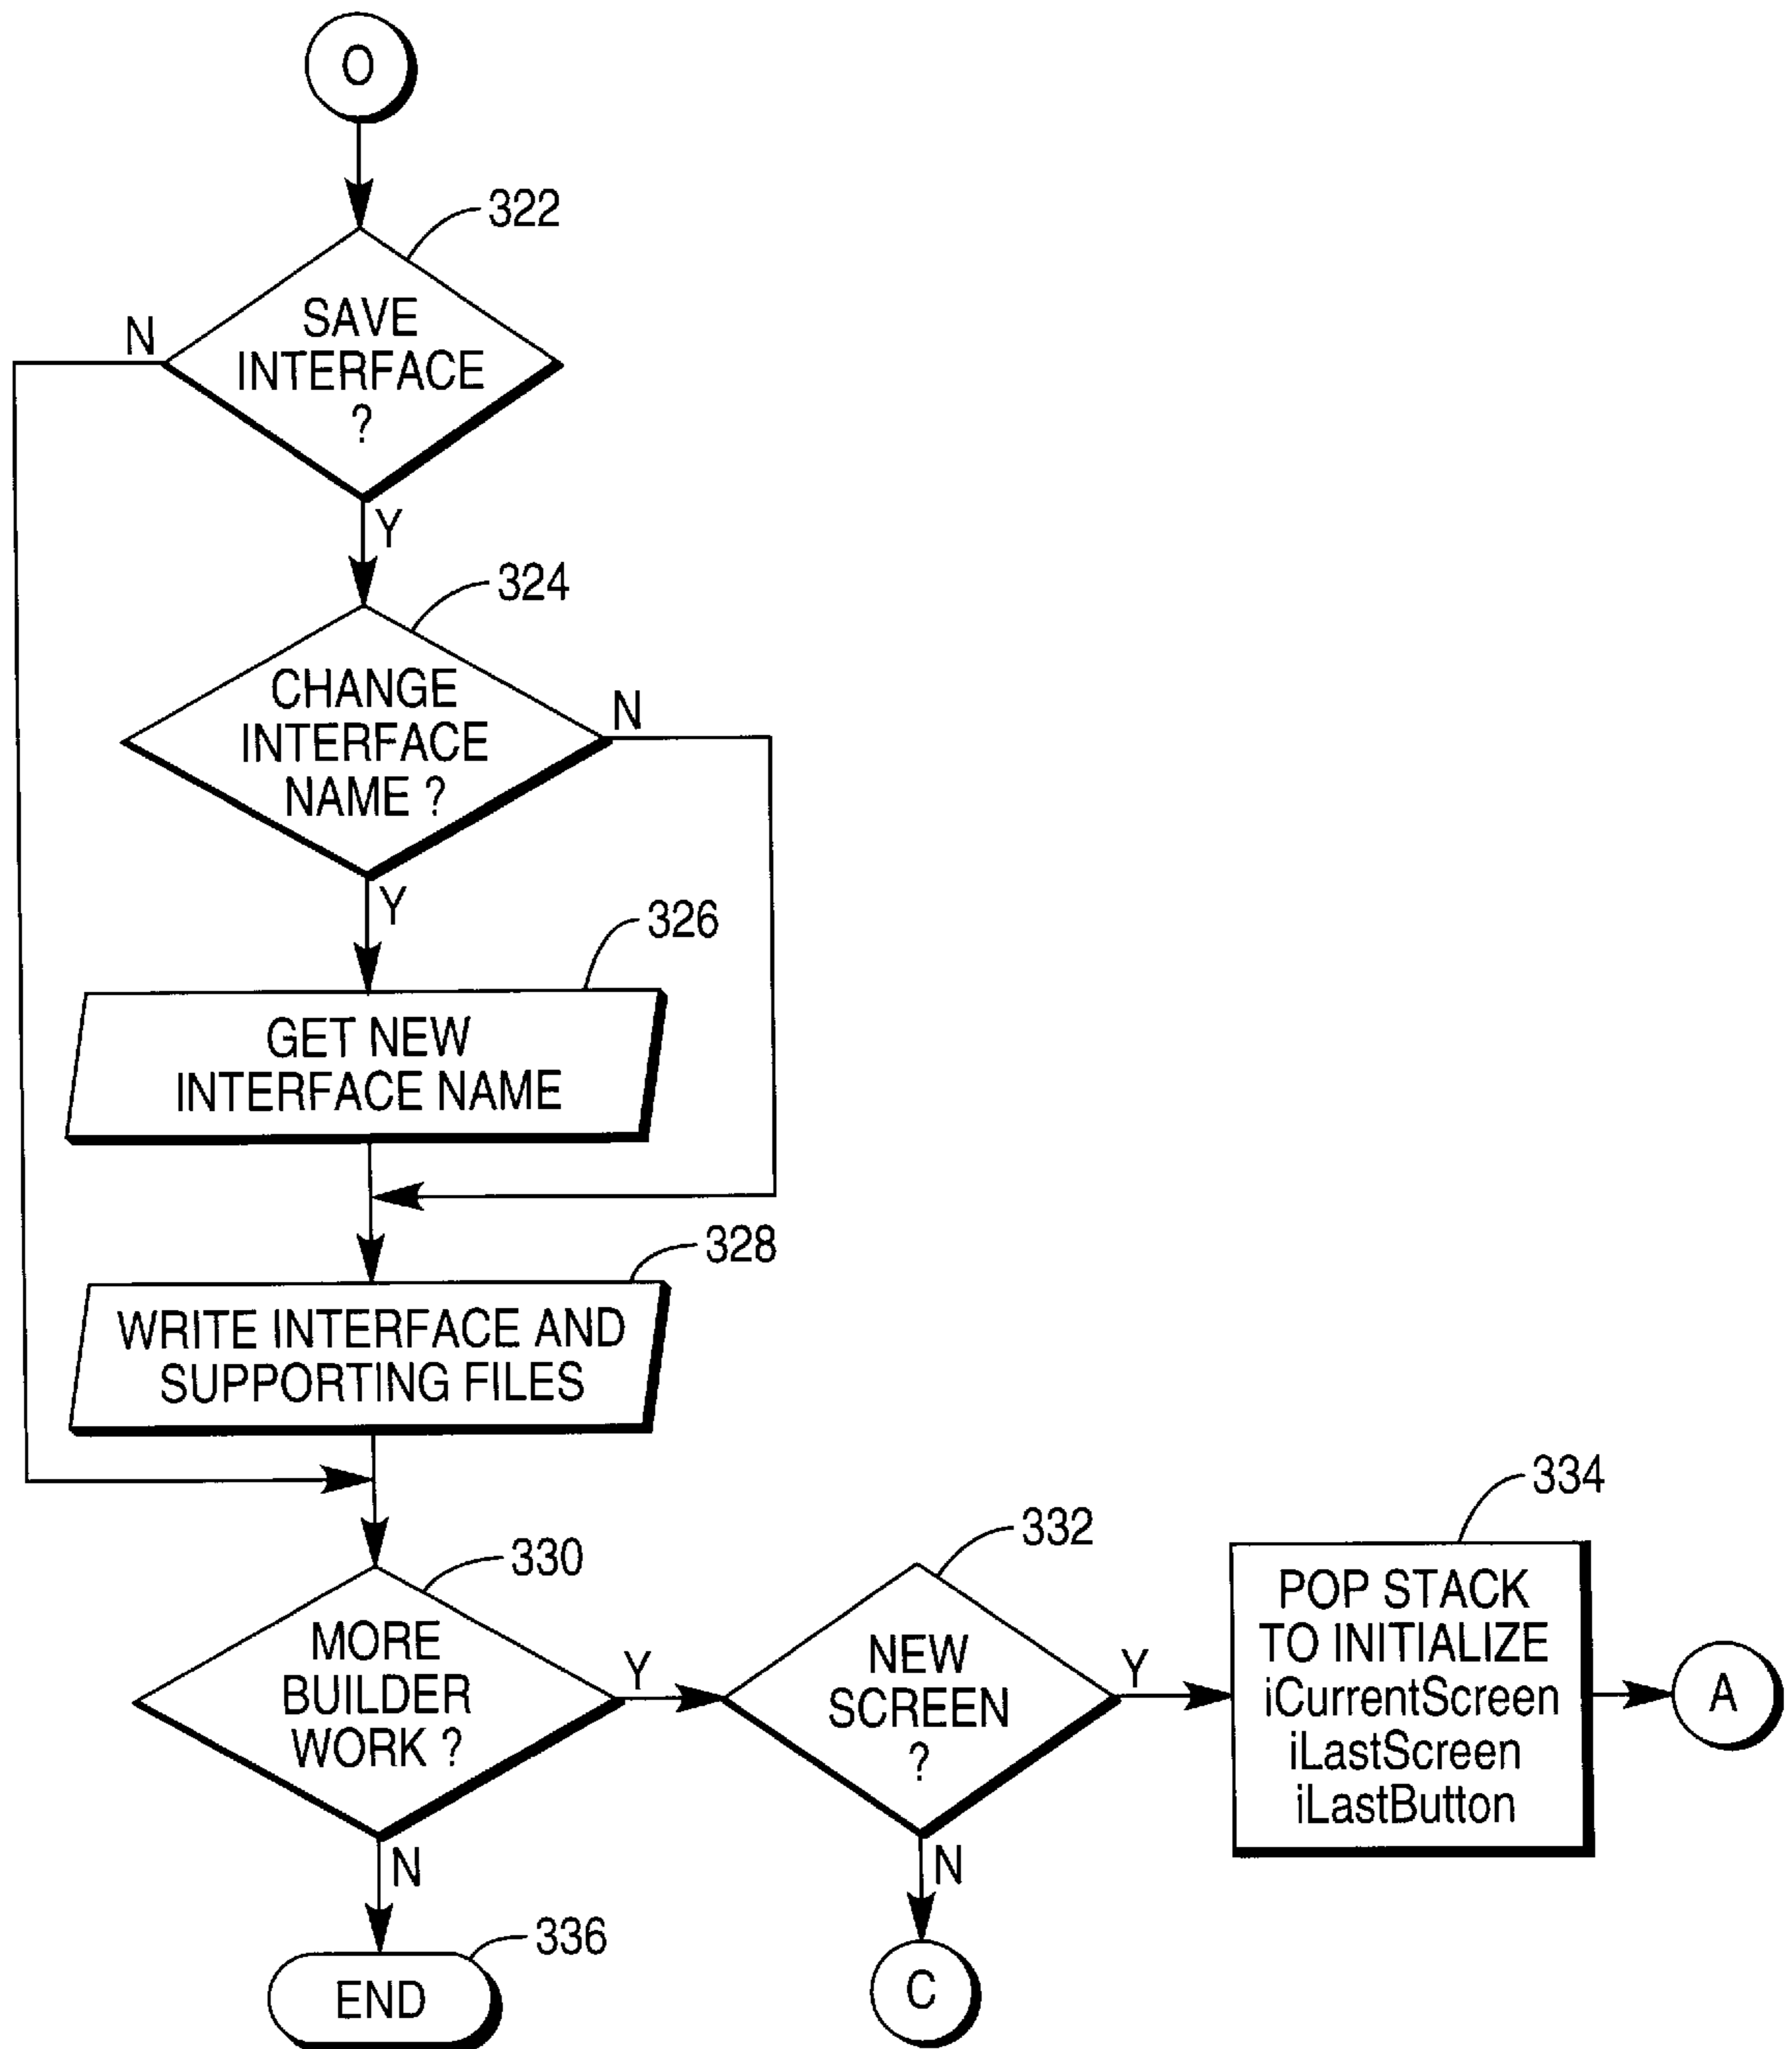 O
322
SAVE
INTERFACE
?
N
Y
324
CHANGE
INTERFACE
NAME ?
N
Y
326
GET NEW
INTERFACE NAME
328
WRITE INTERFACE AND
SUPPORTING FILES
330
MORE
BUILDER
WORK ?
Y
N
332
NEW
SCREEN
?
Y
N
334
POP STACK
TO INITIALIZE
iCurrentScreen
iLastScreen
iLastButton
A
336
END
C